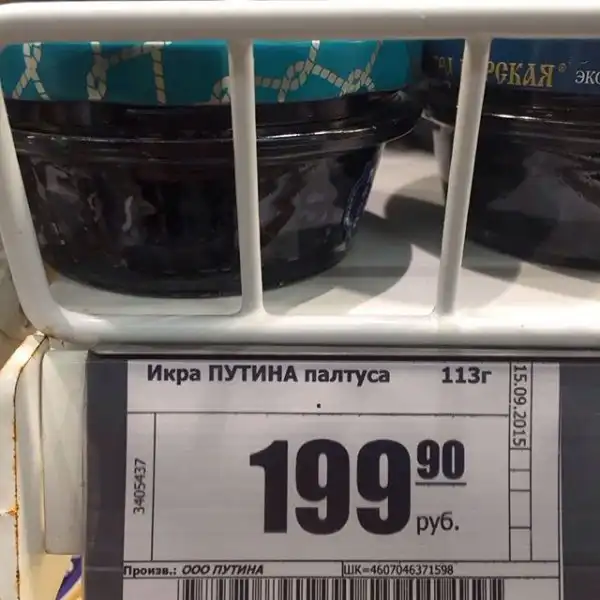 РСКАЯ® ЭКО
Икра ПУТИНА палтуса 113г
15.09.2015
3405437
199 90
руб.
Произв.: ООО ПУТИНА ШК=4607046371598